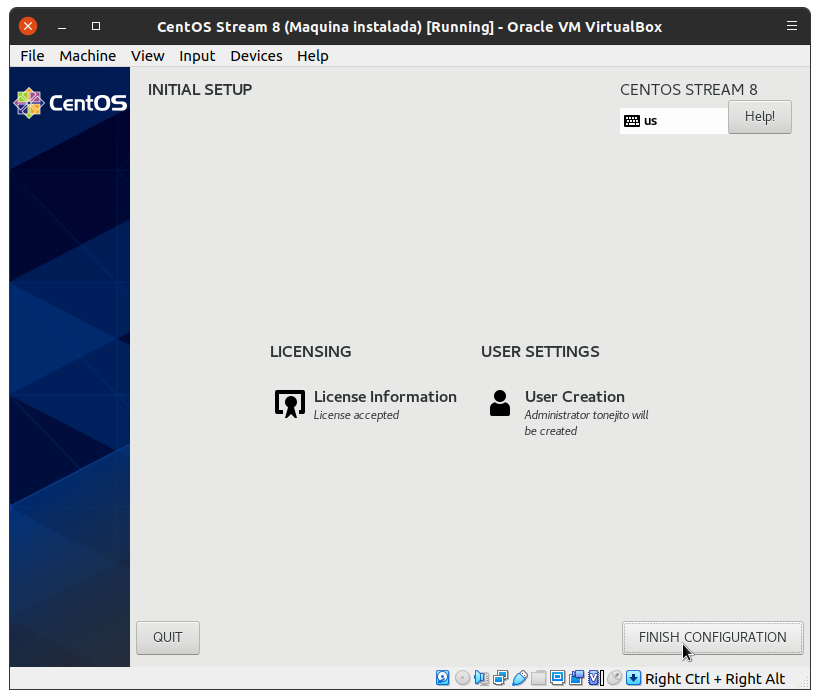 CentOS Stream 8 (Maquina instalada) [Running] - Oracle VM VirtualBox
File Machine View Input Devices Help
CentOS
INITIAL SETUP
CENTOS STREAM 8
us
Help!
LICENSING
License Information
License accepted
USER SETTINGS
User Creation
Administrator tonejito will
be created
QUIT
FINISH CONFIGURATION
Right Ctrl + Right Alt